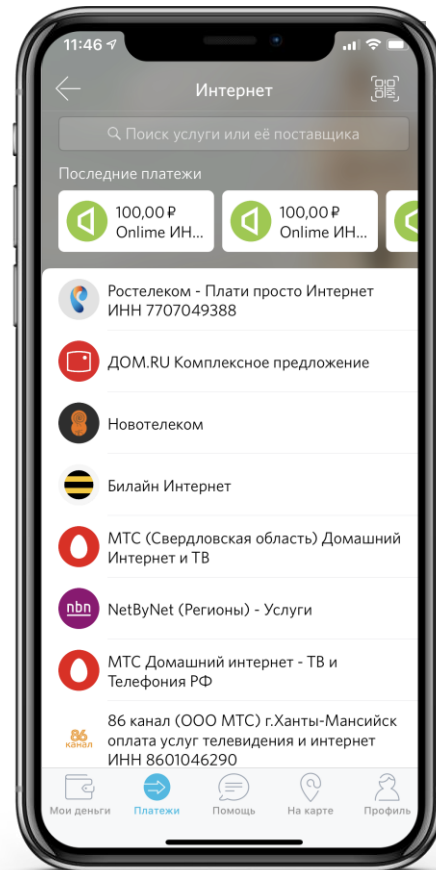 11:46
Интернет
Поиск услуги или её поставщика
Последние платежи
100,00 ₽
Onlime ИН...
100,00 ₽
Onlime ИН...
Ростелеком - Плати просто Интернет
ИНН 7707049388
ДОМ.RU Комплексное предложение
Новотелеком
Билайн Интернет
МТС (Свердловская область) Домашний
Интернет и ТВ
nbn
NetByNet (Регионы) - Услуги
МТС Домашний интернет - ТВ и
Телефония РФ
86
канал
86 канал (ООО МТС) г.Ханты-Мансийск
оплата услуг телевидения и интернет
ИНН 8601046290
Мои деньги Платежи Помощь На карте Профиль